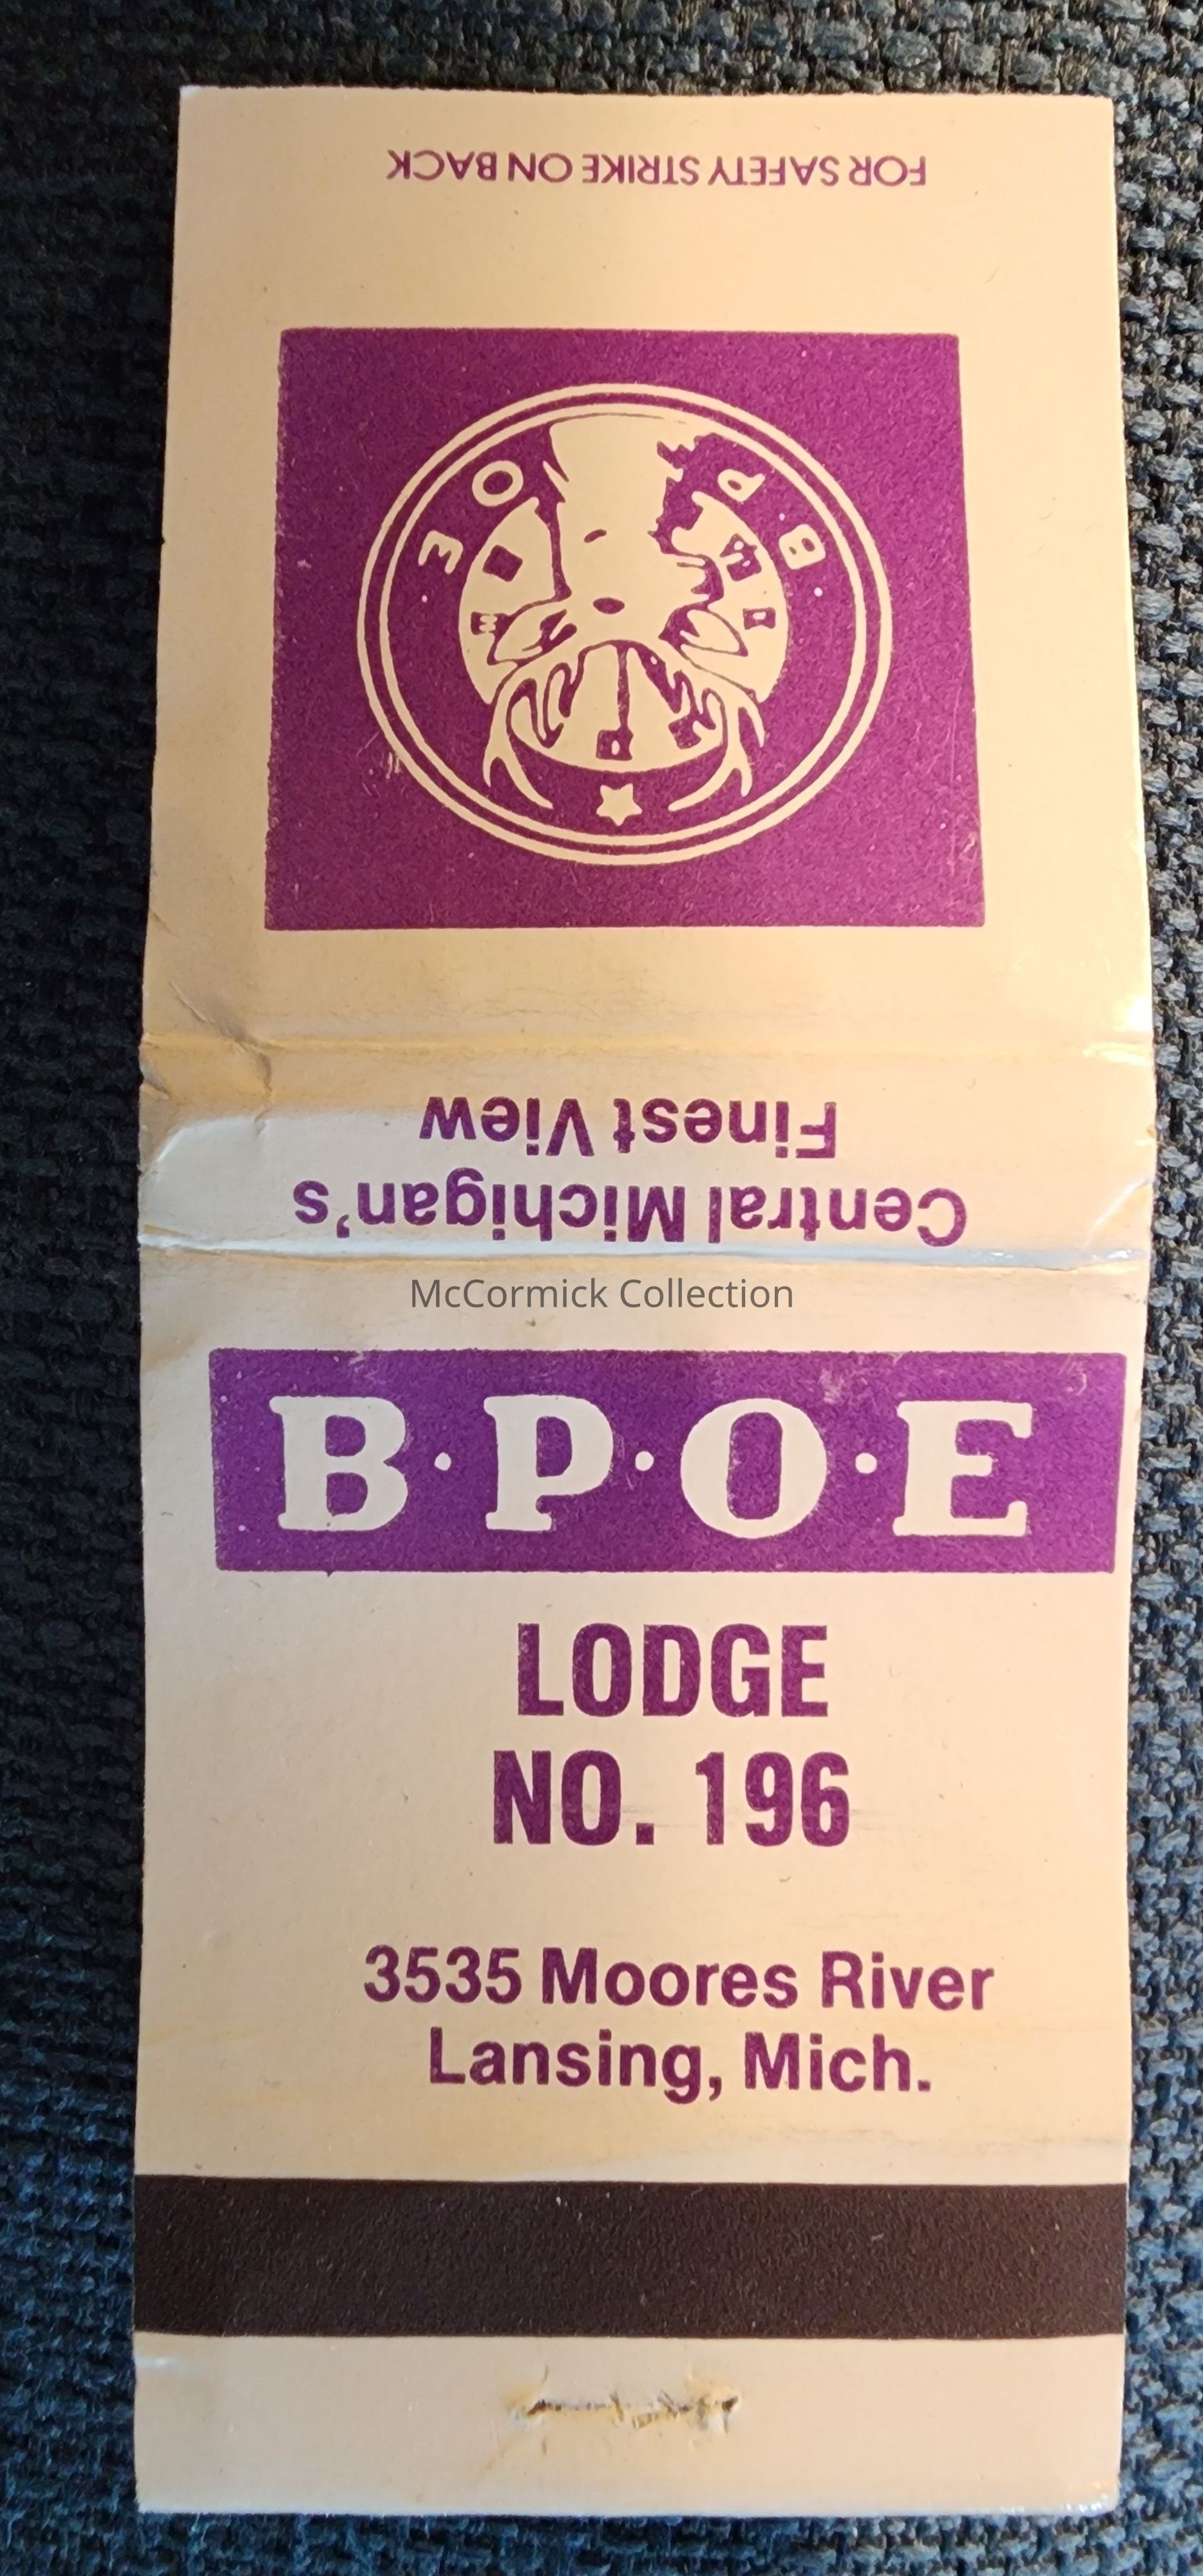 FOR SAFETY STRIKE ON BACK
B P O E
Central Michigan's
Finest View
McCormick Collection
B·P·O·E
LODGE
NO. 196
3535 Moores River
Lansing, Mich.